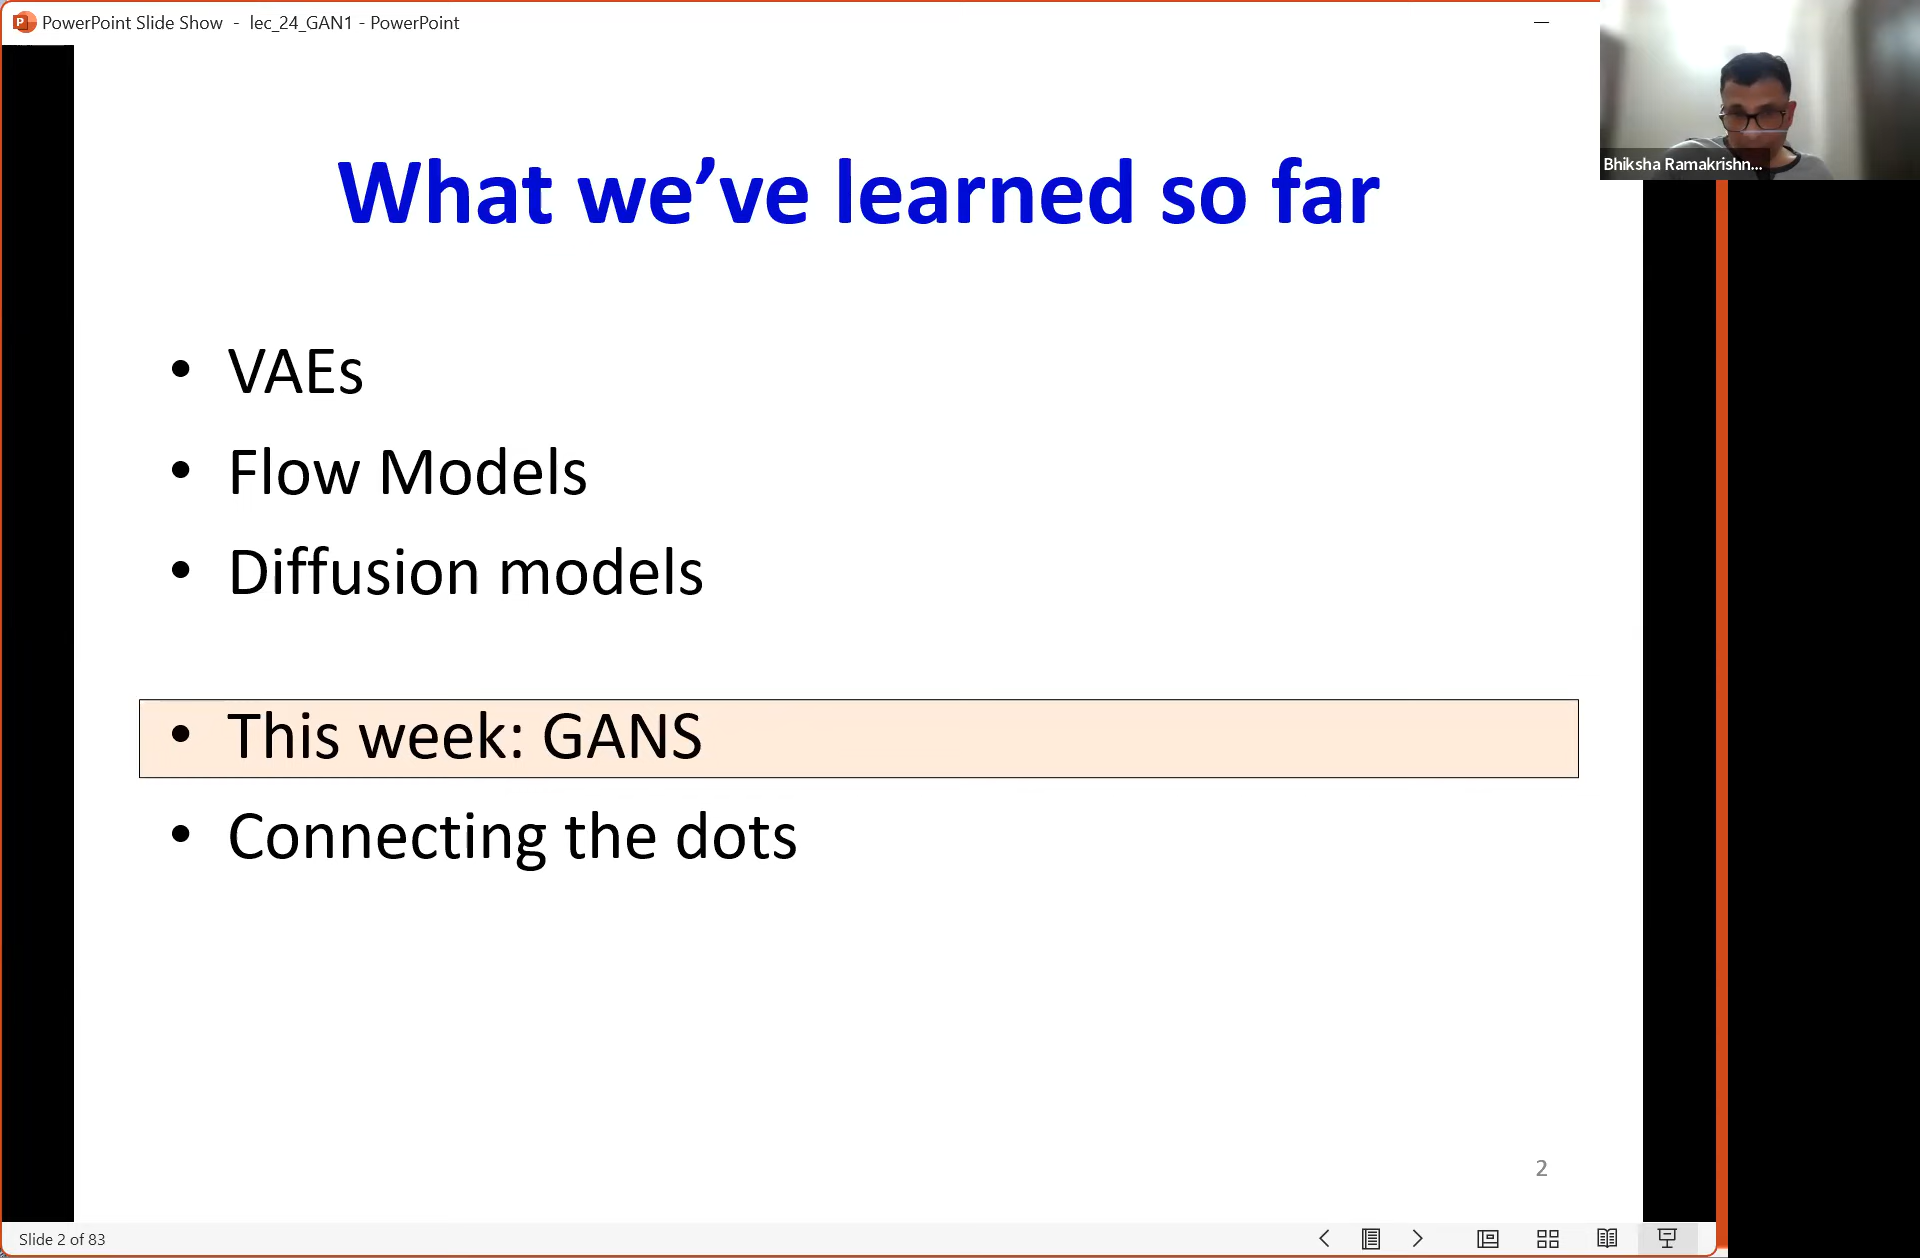 PowerPoint Slide Show - lec_24_GAN1 - PowerPoint
Bhiksha Ramakrishn...
What we’ve learned so far
• VAEs
• Flow Models
• Diffusion models
• This week: GANS
• Connecting the dots
2
Slide 2 of 83